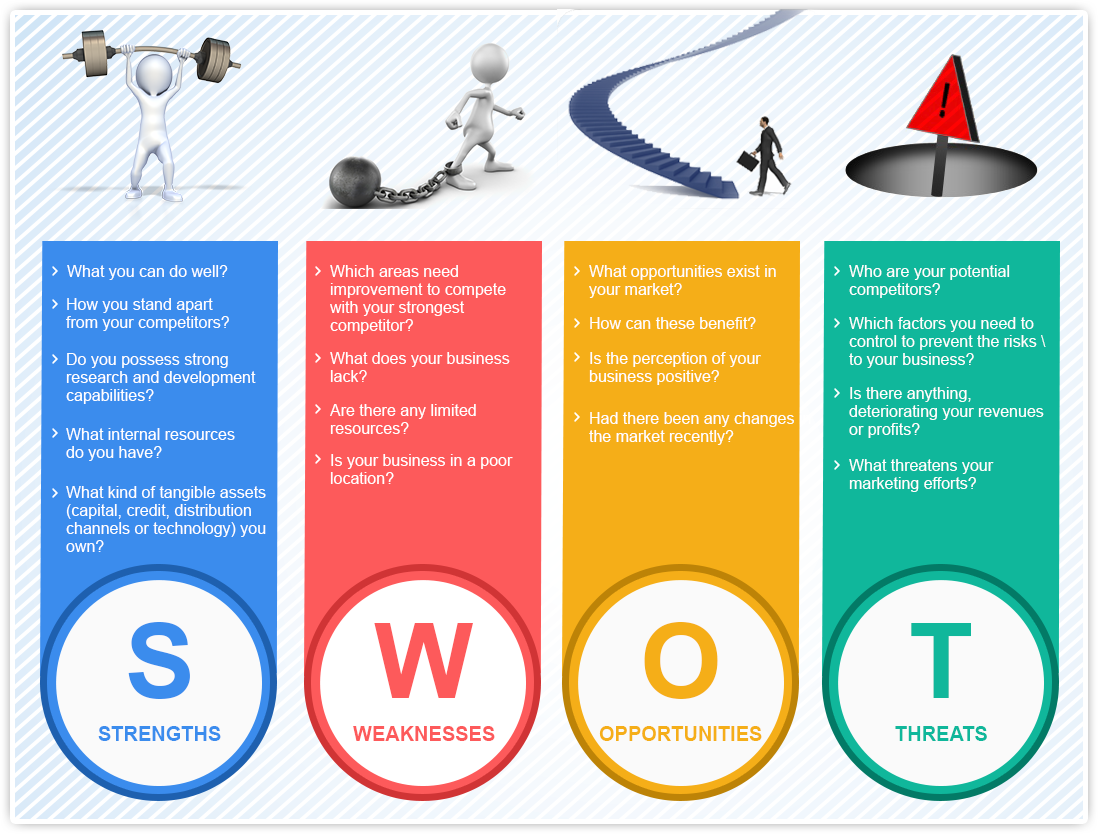 What you can do well?
How you stand apart
from your competitors?
Do you possess strong
research and development
capabilities?
What internal resources
do you have?
What kind of tangible assets
(capital, credit, distribution
channels or technology) you
own?
S
STRENGTHS
Which areas need
improvement to compete
with your strongest
competitor?
What does your business
lack?
Are there any limited
resources?
Is your business in a poor
location?
W
WEAKNESSES
What opportunities exist in
your market?
How can these benefit?
Is the perception of your
business positive?
Had there been any changes
the market recently?
O
OPPORTUNITIES
!
Who are your potential
competitors?
Which factors you need to
control to prevent the risks \
to your business?
Is there anything,
deteriorating your revenues
or profits?
What threatens your
marketing efforts?
T
THREATS